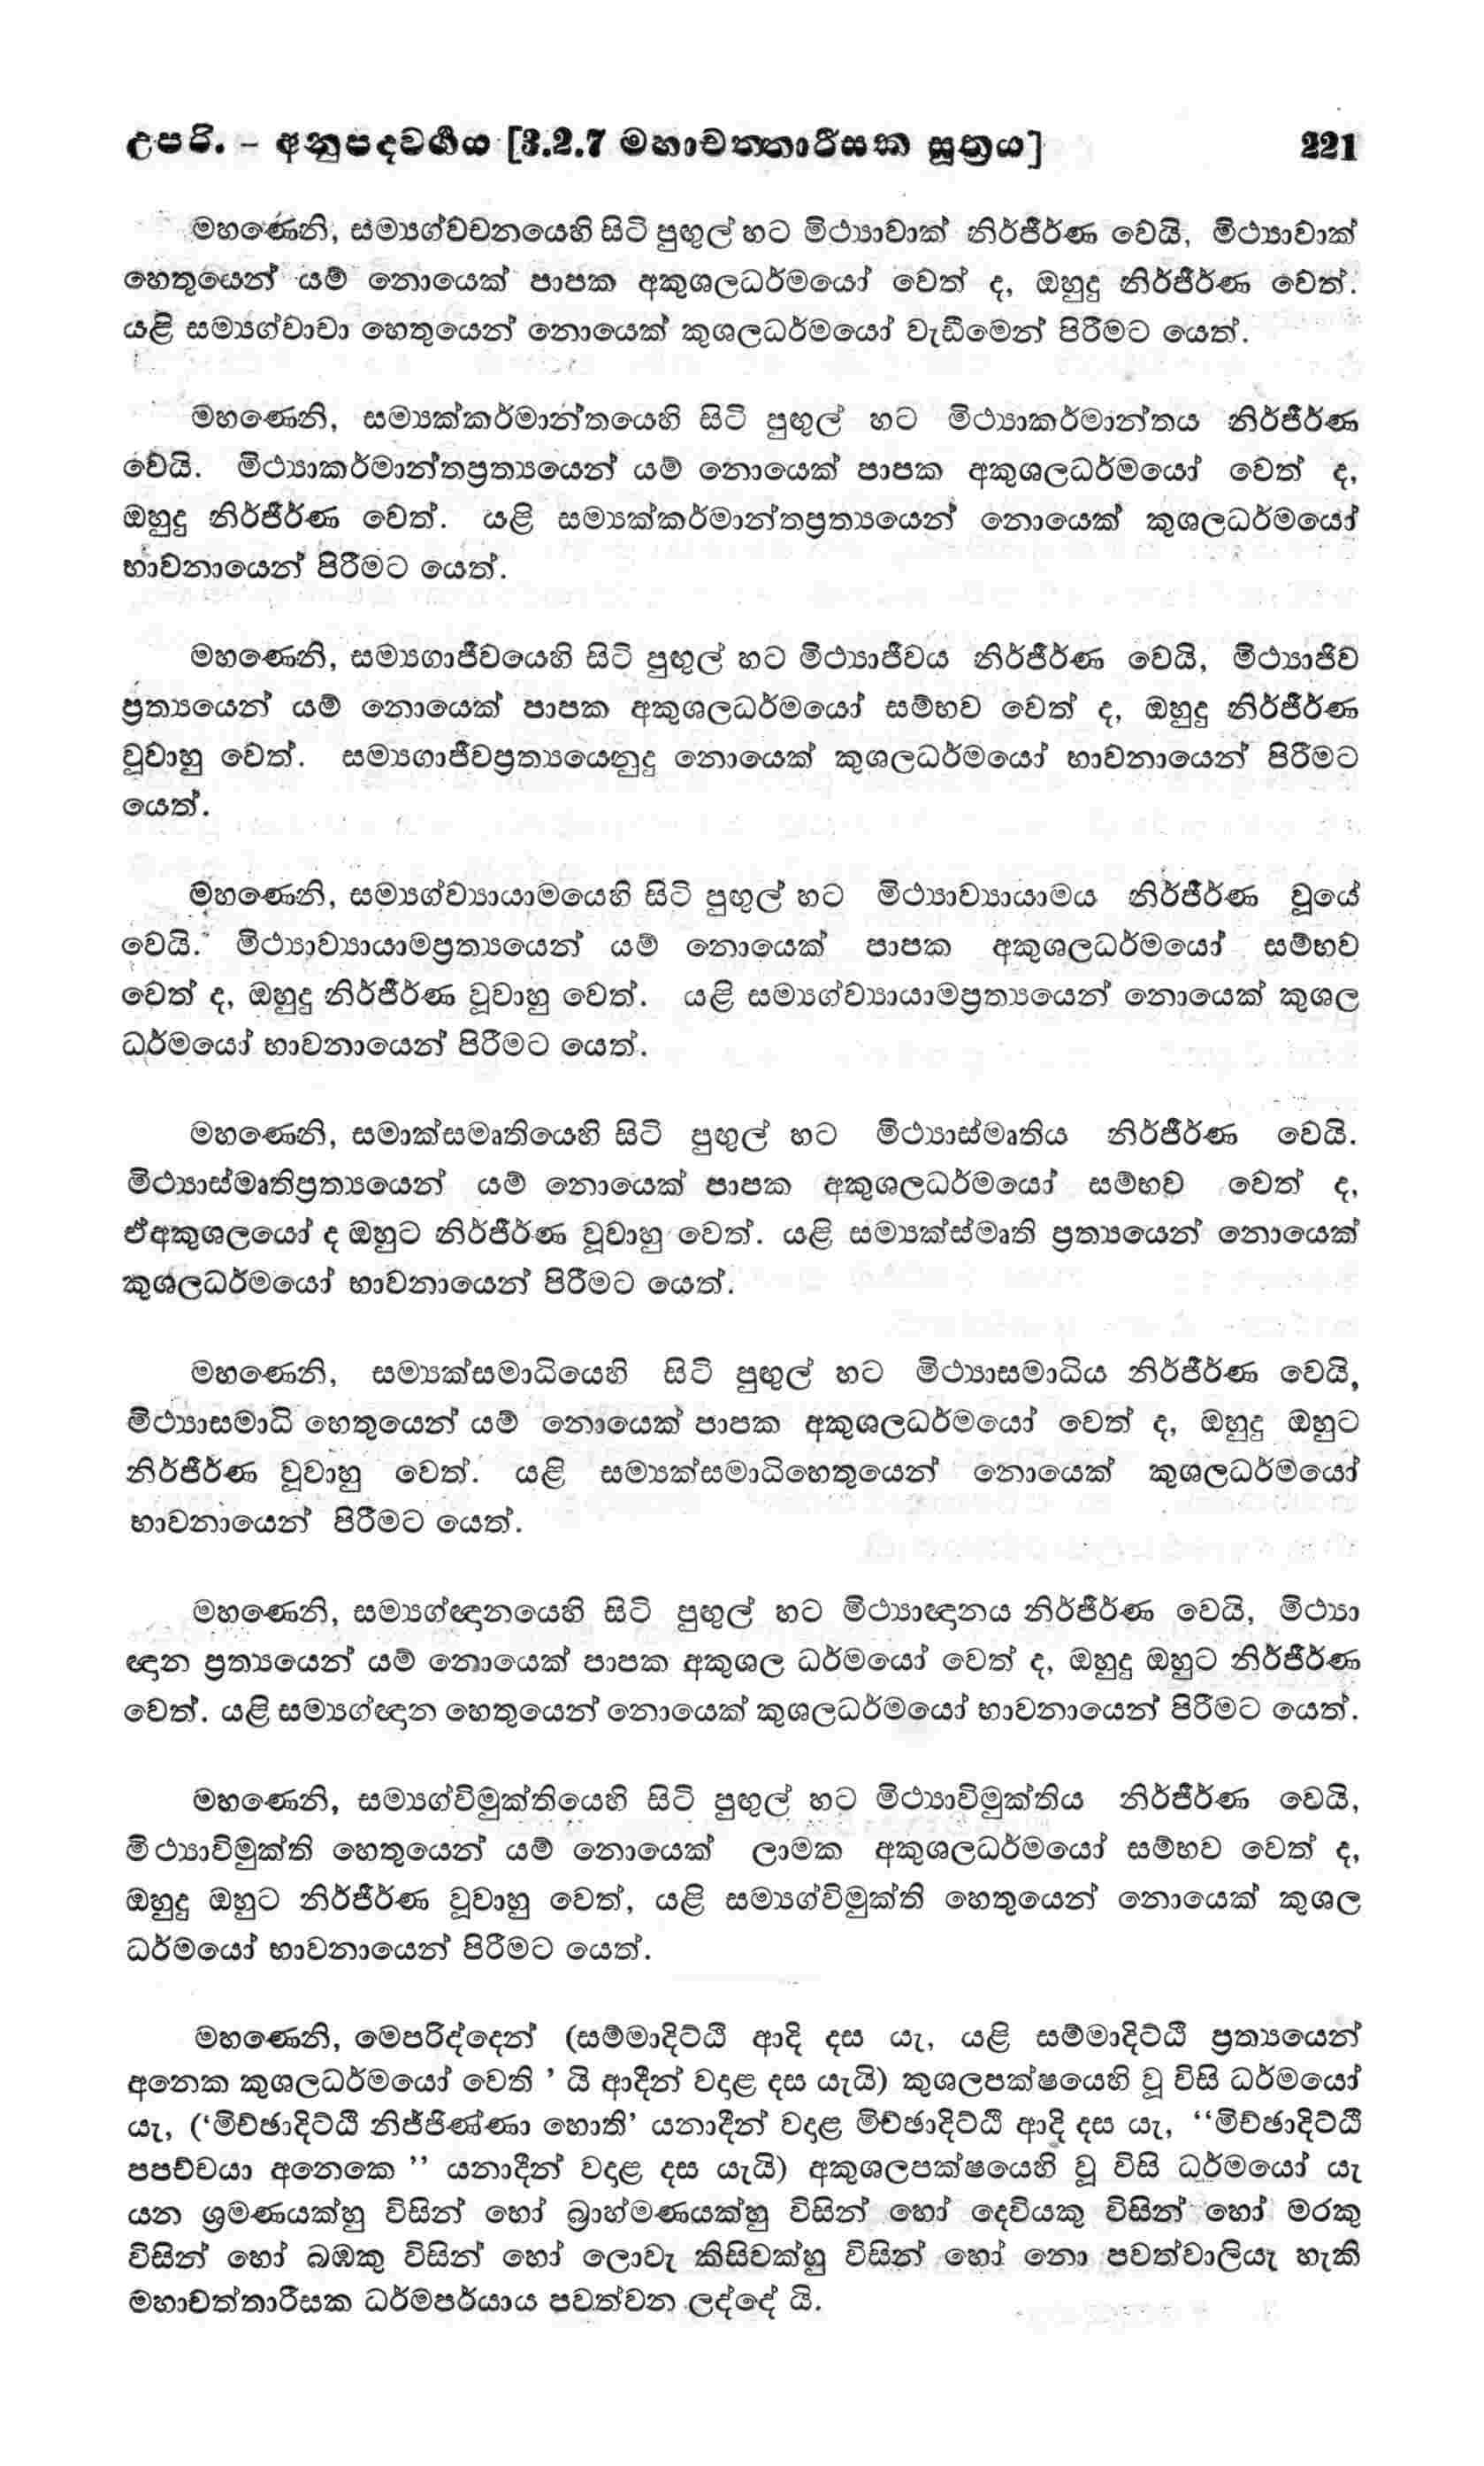 උපරි. - අනුපදවර්‍ගය [3.2.7 මහාචත්තාරීසක සූත්‍රය] 221
මහණෙනි, සම්‍යග්වචනයෙහි සිටි පුඟුල් හට මිථ්‍යාවාක් නිර්ජීර්ණ වෙයි, මිථ්‍යාවාක්
හෙතුයෙන් යම් නොයෙක් පාපක අකුශලධර්මයෝ වෙත් ද, ඔහුදු නිර්ජීර්ණ වෙත්.
යළි සම්‍යග්වාචා හෙතුයෙන් නොයෙක් කුශලධර්මයෝ වැඩීමෙන් පිරීමට යෙත්.
මහණෙනි, සම්‍යක්කර්මාන්තයෙහි සිටි පුඟුල් හට මිථ්‍යාකර්මාන්තය නිර්ජීර්ණ
වෙයි. මිථ්‍යාකර්මාන්තප්‍රත්‍යයෙන් යම් නොයෙක් පාපක අකුශලධර්මයෝ වෙත් ද,
ඔහුදු නිර්ජීර්ණ වෙත්. යළි සම්‍යක්කර්මාන්තප්‍රත්‍යයෙන් නොයෙක් කුශලධර්මයෝ
භාවනායෙන් පිරීමට යෙත්.
මහණෙනි, සම්‍යගාජීවයෙහි සිටි පුඟුල් හට මිථ්‍යාජීවය නිර්ජීර්ණ වෙයි, මිථ්‍යාජීව
ප්‍රත්‍යයෙන් යම් නොයෙක් පාපක අකුශලධර්මයෝ සම්භව වෙත් ද, ඔහුදු නිර්ජීර්ණ
වූවාහු වෙත්. සම්‍යගාජීවප්‍රත්‍යයෙනුදු නොයෙක් කුශලධර්මයෝ භාවනායෙන් පිරීමට
යෙත්.
මහණෙනි, සම්‍යග්ව්‍යායාමයෙහි සිටි පුඟුල් හට මිථ්‍යාව්‍යායාමය නිර්ජීර්ණ වූයේ
වෙයි. මිථ්‍යාව්‍යායාමප්‍රත්‍යයෙන් යම් නොයෙක් පාපක අකුශලධර්මයෝ සම්භව
වෙත් ද, ඔහුදු නිර්ජීර්ණ වූවාහු වෙත්. යළි සම්‍යග්ව්‍යායාමප්‍රත්‍යයෙන් නොයෙක් කුශල
ධර්මයෝ භාවනායෙන් පිරීමට යෙත්.
මහණෙනි, සමාක්සමෘතියෙහි සිටි පුඟුල් හට මිථ්‍යාස්මෘතිය නිර්ජීර්ණ වෙයි.
මිථ්‍යාස්මෘතිප්‍රත්‍යයෙන් යම් නොයෙක් පාපක අකුශලධර්මයෝ සම්භව වෙත් ද,
ඒඅකුශලයෝ ද ඔහුට නිර්ජීර්ණ වූවාහු වෙත්. යළි සම්‍යක්ස්මෘති ප්‍රත්‍යයෙන් නොයෙක්
කුශලධර්මයෝ භාවනායෙන් පිරීමට යෙත්.
මහණෙනි, සම්‍යක්සමාධියෙහි සිටි පුඟුල් හට මිථ්‍යාසමාධිය නිර්ජීර්ණ වෙයි,
මිථ්‍යාසමාධි හෙතුයෙන් යම් නොයෙක් පාපක අකුශලධර්මයෝ වෙත් ද, ඔහුදු ඔහුට
නිර්ජීර්ණ වූවාහු වෙත්. යළි සම්‍යක්සමාධිහෙතුයෙන් නොයෙක් කුශලධර්මයෝ
භාවනායෙන් පිරීමට යෙත්.
මහණෙනි, සම්‍යග්ඥානයෙහි සිටි පුඟුල් හට මිථ්‍යාඥානය නිර්ජීර්ණ වෙයි, මිථ්‍යා
ඥාන ප්‍රත්‍යයෙන් යම් නොයෙක් පාපක අකුශල ධර්මයෝ වෙත් ද, ඔහුදු ඔහුට නිර්ජීර්ණ
වෙත්. යළි සම්‍යග්ඥාන හෙතුයෙන් නොයෙක් කුශලධර්මයෝ භාවනායෙන් පිරීමට යෙත්.
මහණෙනි, සම්‍යග්විමුක්තියෙහි සිටි පුඟුල් හට මිථ්‍යාවිමුක්තිය නිර්ජීර්ණ වෙයි,
මිථ්‍යාවිමුක්ති හෙතුයෙන් යම් නොයෙක් ලාමක අකුශලධර්මයෝ සම්භව වෙත් ද,
ඔහුදු ඔහුට නිර්ජීර්ණ වූවාහු වෙත්, යළි සම්‍යග්විමුක්ති හෙතුයෙන් නොයෙක් කුශල
ධර්මයෝ භාවනායෙන් පිරීමට යෙත්.
මහණෙනි, මෙපරිද්දෙන් (සම්මාදිට්ඨි ආදි දස යැ, යළි සම්මාදිට්ඨි ප්‍රත්‍යයෙන්
අනෙක කුශලධර්මයෝ වෙති ’ යි ආදීන් වදාළ දස යැයි) කුශලපක්ෂයෙහි වූ විසි ධර්මයෝ
යැ, (‘මිච්ඡාදිට්ඨි නිජ්ජිණ්ණා හොති’ යනාදීන් වදාළ මිච්ඡාදිට්ඨි ආදි දස යැ, ‘‘මිච්ඡාදිට්ඨි
පපච්චයා අනෙකෙ ’’ යනාදීන් වදාළ දස යැයි) අකුශලපක්ෂයෙහි වූ විසි ධර්මයෝ යැ
යන ශ්‍රමණයක්හු විසින් හෝ බ්‍රාහ්මණයක්හු විසින් හෝ දෙවියකු විසින් හෝ මරකු
විසින් හෝ බඹකු විසින් හෝ ලොවැ කිසිවක්හු විසින් හෝ නො පවත්වාලියැ හැකි
මහාචත්තාරීසක ධර්මපර්යාය පවත්වන ලද්දේ යි.